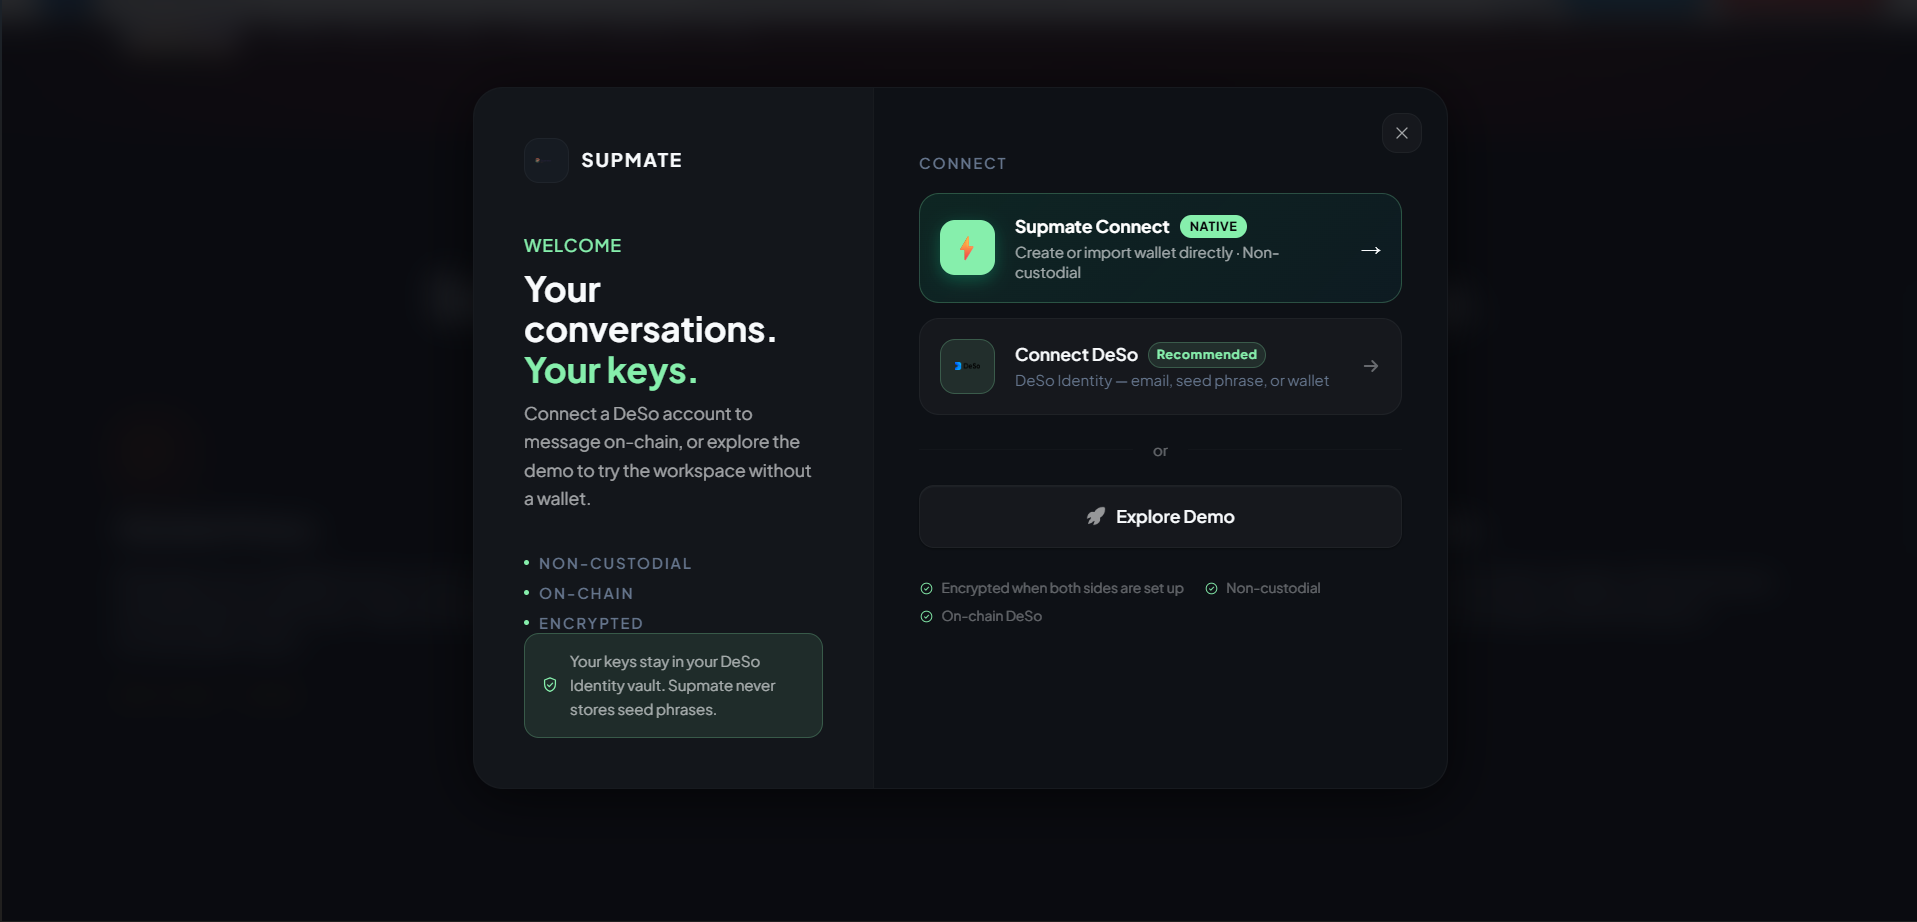 SUPMATE
WELCOME
Your
conversations.
Your keys.
Connect a DeSo account to
message on-chain, or explore the
demo to try the workspace without
a wallet.
NON-CUSTODIAL
ON-CHAIN
ENCRYPTED
Your keys stay in your DeSo
Identity vault. Supmate never
stores seed phrases.
CONNECT
Supmate Connect NATIVE
Create or import wallet directly · Non-
custodial
DeSo
Connect DeSo Recommended
DeSo Identity — email, seed phrase, or wallet
or
Explore Demo
Encrypted when both sides are set up Non-custodial
On-chain DeSo